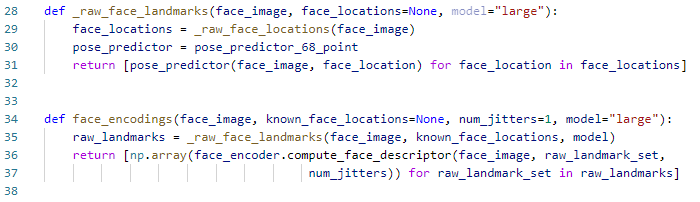 28 def _raw_face_landmarks(face_image, face_locations=None, model="large"):
29     face_locations = _raw_face_locations(face_image)
30     pose_predictor = pose_predictor_68_point
31     return [pose_predictor(face_image, face_location) for face_location in face_locations]
32
33
34 def face_encodings(face_image, known_face_locations=None, num_jitters=1, model="large"):
35     raw_landmarks = _raw_face_landmarks(face_image, known_face_locations, model)
36     return [np.array(face_encoder.compute_face_descriptor(face_image, raw_landmark_set,
37                                       num_jitters)) for raw_landmark_set in raw_landmarks]
38